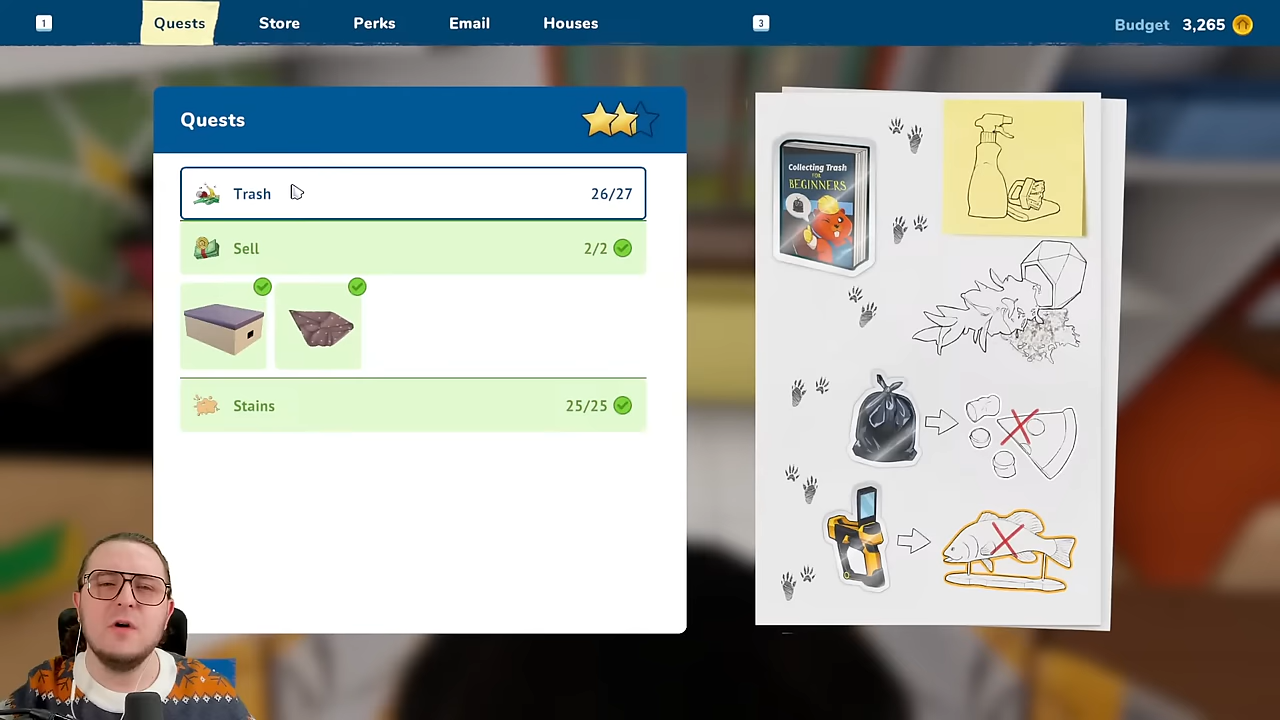 1
Quests
Store
Perks
Email
Houses
3
Budget 3,265
Quests
Trash 26/27
Sell 2/2
Stains 25/25
Collecting Trash
FOR
BEGINNERS